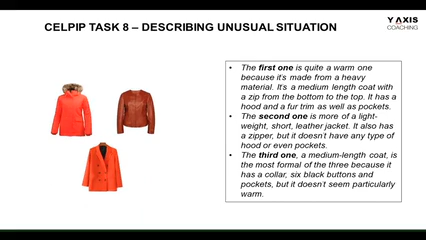 CELPIP TASK 8 – DESCRIBING UNUSUAL SITUATION
Y AXIS
COACHING
• The first one is quite a warm one
because it's made from a heavy
material. It's a medium length coat with
a zip from the bottom to the top. It has a
hood and a fur trim as well as pockets.
• The second one is more of a light-
weight, short, leather jacket. It also has
a zipper, but it doesn't have any type of
hood or even pockets.
• The third one, a medium-length coat, is
the most formal of the three because it
has a collar, six black buttons and
pockets, but it doesn't seem particularly
warm.